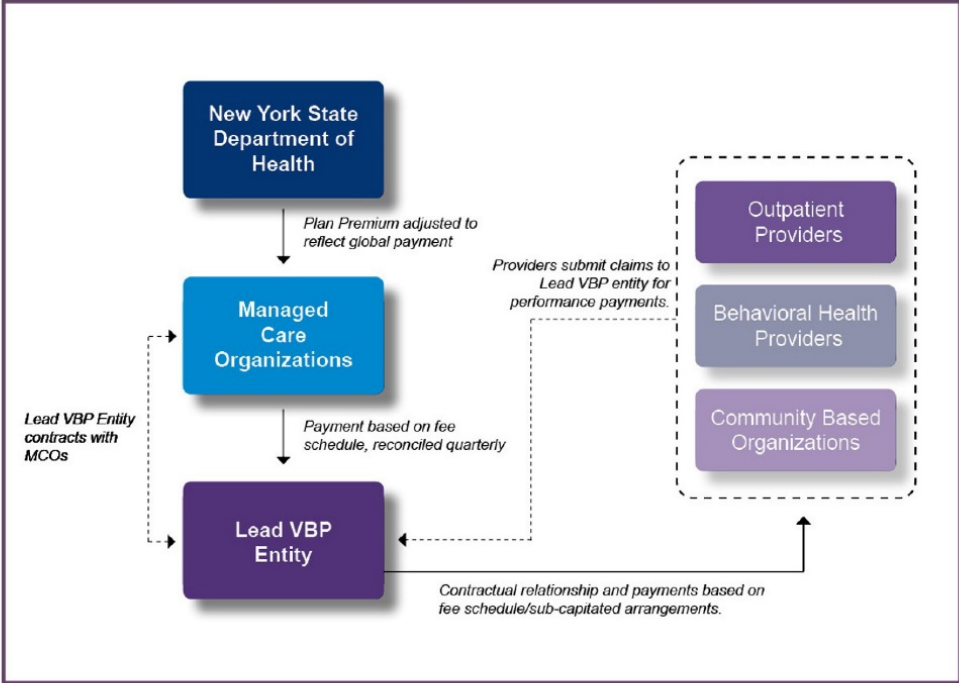 New York State
Department of
Health
Plan Premium adjusted to
reflect global payment
Managed
Care
Organizations
Lead VBP Entity
contracts with
MCOs
Payment based on fee
schedule, reconciled quarterly
Lead VBP
Entity
Providers submit claims to
Lead VBP entity for
performance payments.
Outpatient
Providers
Behavioral Health
Providers
Community Based
Organizations
Contractual relationship and payments based on
fee schedule/sub-capitated arrangements.